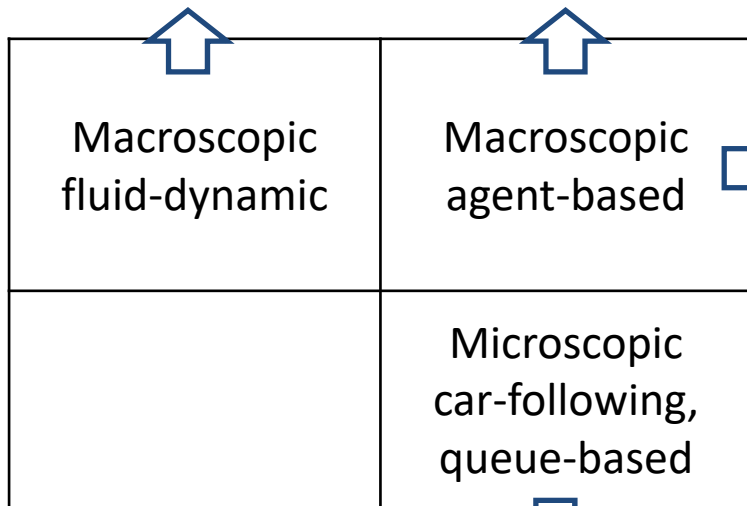 Macroscopic
fluid-dynamic
Macroscopic
agent-based
Microscopic
car-following,
queue-based